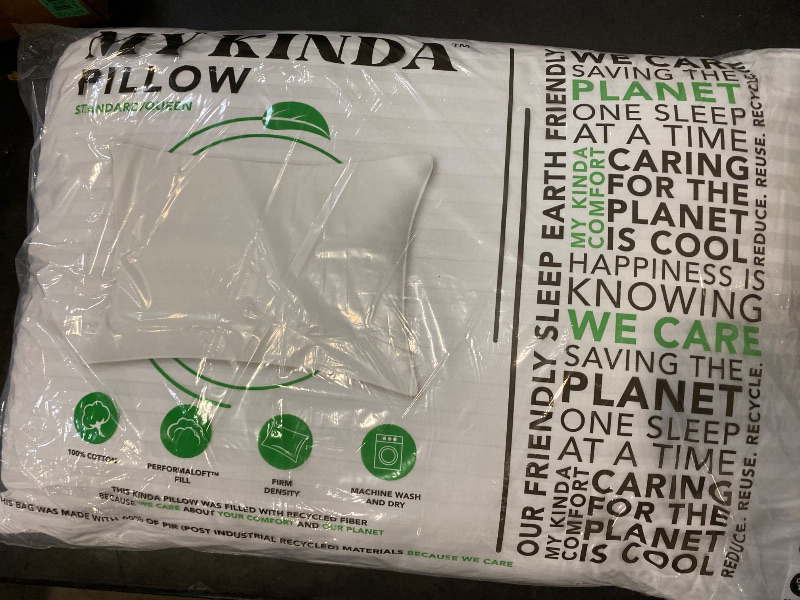 MY KINDA™
PILLOW
STANDARD/QUEEN
100% COTTON
PERFORMALOFT™
FILL
FIRM
DENSITY
MACHINE WASH
AND DRY
THIS KINDA PILLOW WAS FILLED WITH RECYCLED FIBER
BECAUSE WE CARE ABOUT YOUR COMFORT AND OUR PLANET
THIS BAG WAS MADE WITH 60% OF PIR (POST INDUSTRIAL RECYCLED) MATERIALS BECAUSE WE CARE
OUR FRIENDLY SLEEP EARTH FRIENDLY
WE CARE
SAVING THE
PLANET
ONE SLEEP
AT A TIME
MY KINDA
COMFORT
CARING
FOR THE
PLANET
IS COOL
HAPPINESS IS
KNOWING
WE CARE
SAVING THE
PLANET
ONE SLEEP
AT A TIME
MY KINDA
COMFORT
CARING
FOR THE
PLANET
IS COOL
REDUCE. REUSE. RECYCLE.
REDUCE. REUSE. RECYCLE.